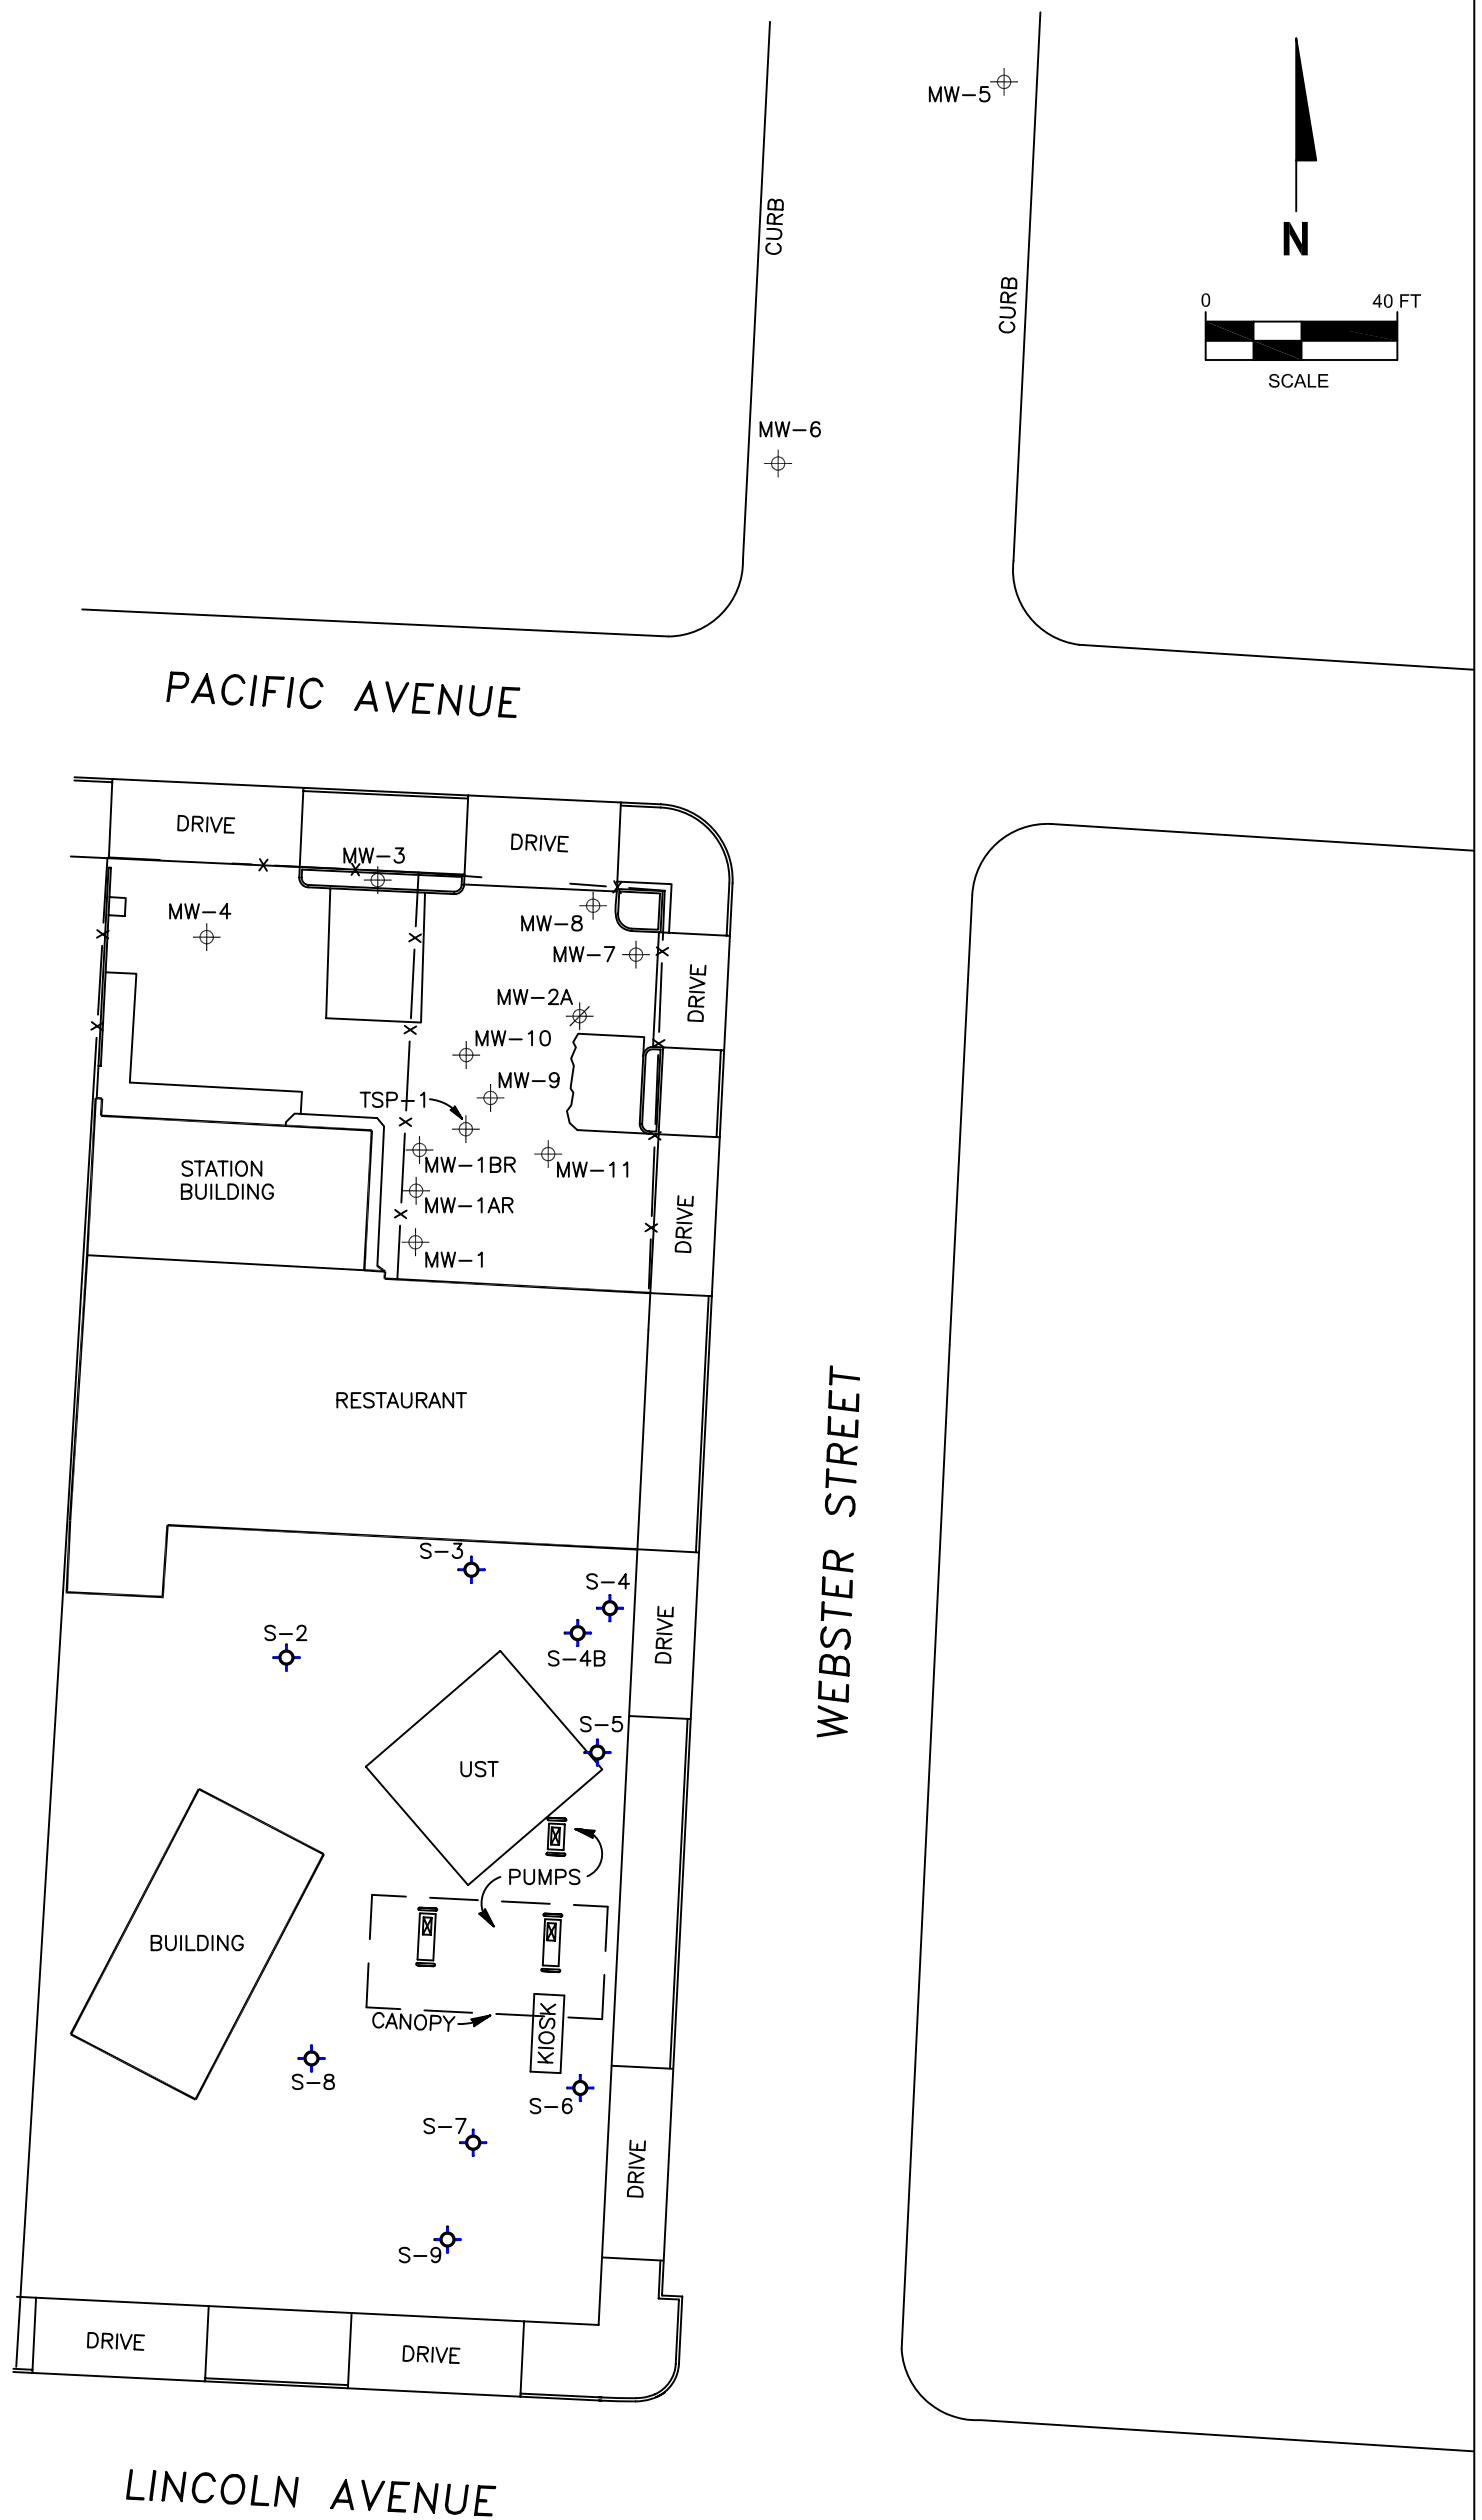 MW-5
CURB
N
CURB
0 40 FT
SCALE
MW-6
PACIFIC AVENUE
DRIVE
DRIVE
MW-3
MW-4
MW-8
MW-7
DRIVE
MW-2A
MW-10
MW-9
TSP-1
MW-1BR
MW-11
STATION
BUILDING
MW-1AR
DRIVE
MW-1
RESTAURANT
WEBSTER STREET
S-3
S-4
S-2
DRIVE
S-4B
S-5
UST
PUMPS
BUILDING
CANOPY
KIOSK
S-8
S-6
S-7
DRIVE
S-9
DRIVE
DRIVE
LINCOLN AVENUE